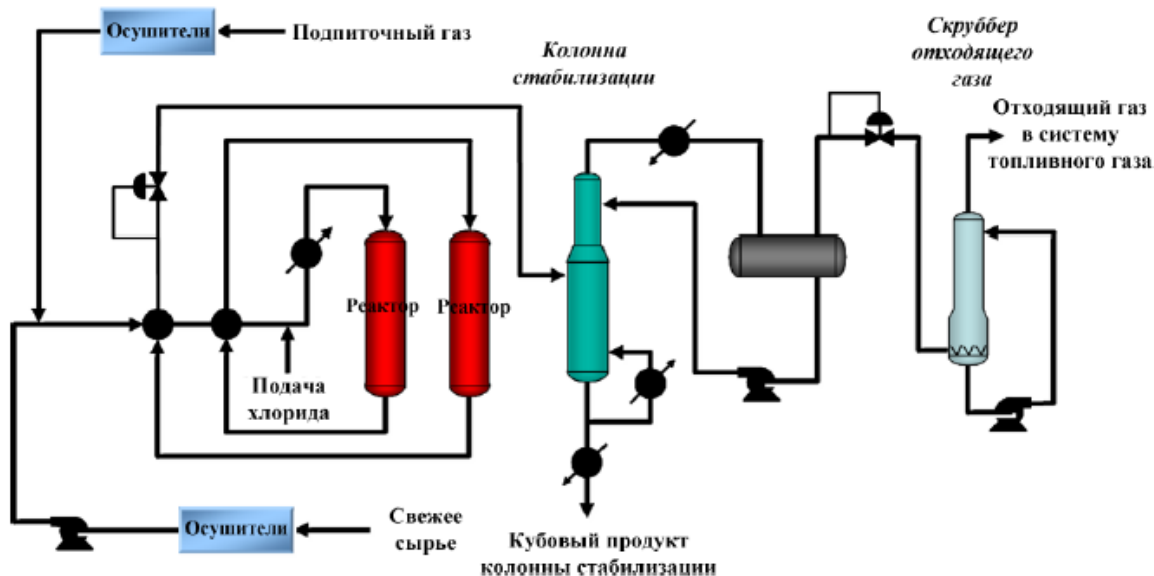 Осушители
Подпиточный газ
Колонна
стабилизации
Скруббер
отходящего
газа
Отходящий газ
в систему
топливного газа
Реактор
Реактор
Подача
хлорида
Осушители
Свежее
сырье
Кубовый продукт
колонны стабилизации